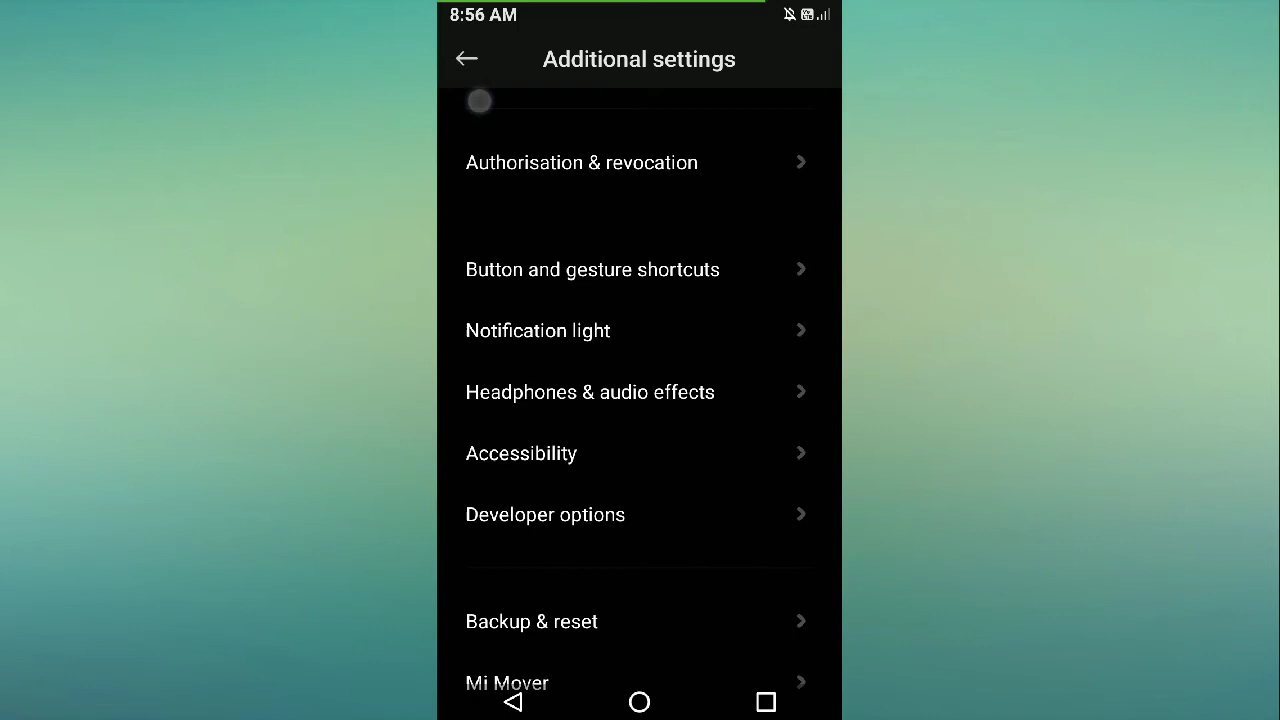 8:56 AM
Additional settings
Authorisation & revocation
Button and gesture shortcuts
Notification light
Headphones & audio effects
Accessibility
Developer options
Backup & reset
Mi Mover